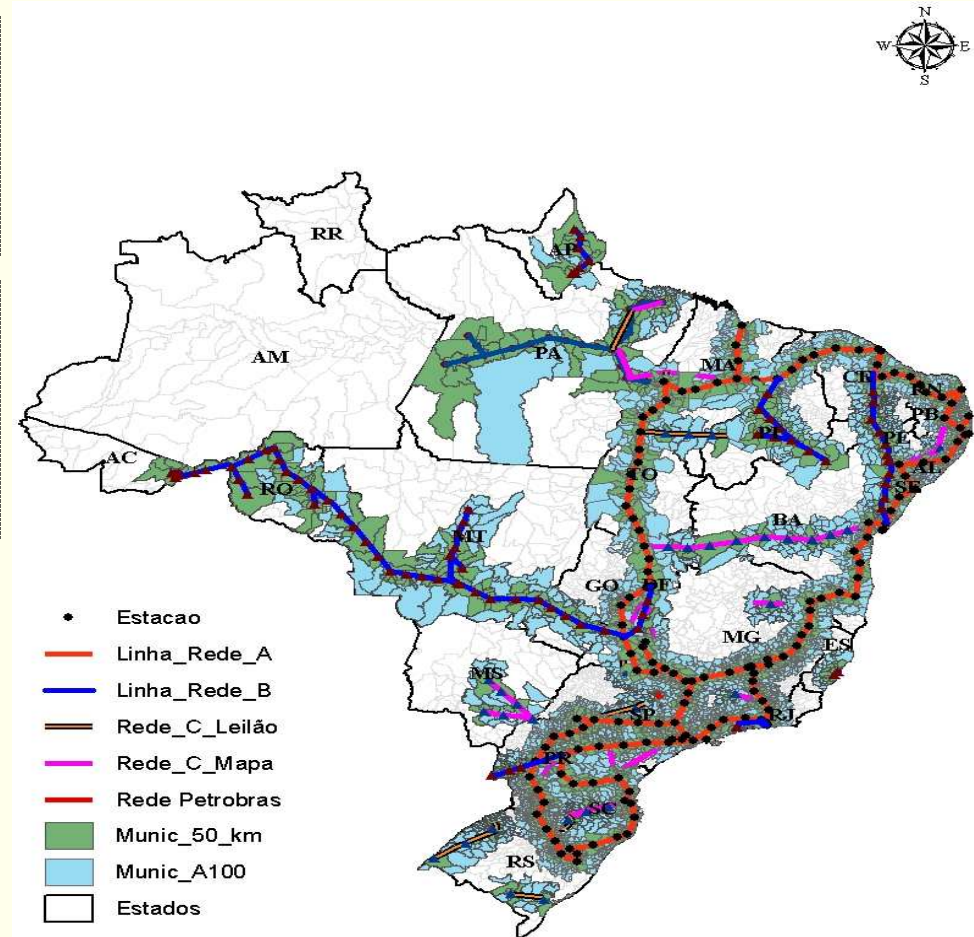 N
W E
S
RR
AP
AM
PA
MA
CE
RN
PB
PI
PE
AC
AL
TO
SE
RO
BA
MT
GO
DF
MG
ES
MS
SP
RJ
PR
SC
RS
Estacao
Linha_Rede_A
Linha_Rede_B
Rede_C_Leilão
Rede_C_Mapa
Rede Petrobras
Munic_50_km
Munic_A100
Estados